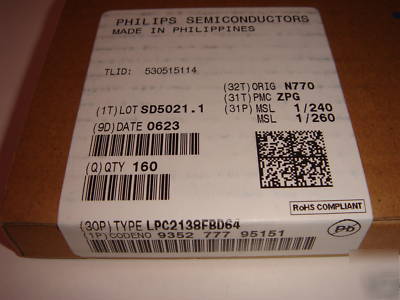 PHILIPS SEMICONDUCTORS
MADE IN PHILIPPINES
TLID: 530515114
(32T) ORIG N770
(31T) PMC ZPG
(31P) MSL 1/240
MSL 1/260
(1T) LOT SD5021.1
(9D) DATE 0623
(Q) QTY 160
RoHS COMPLIANT
Pb
(30P) TYPE LPC2138FBD64
(1P) CODENO 9352 777 95151